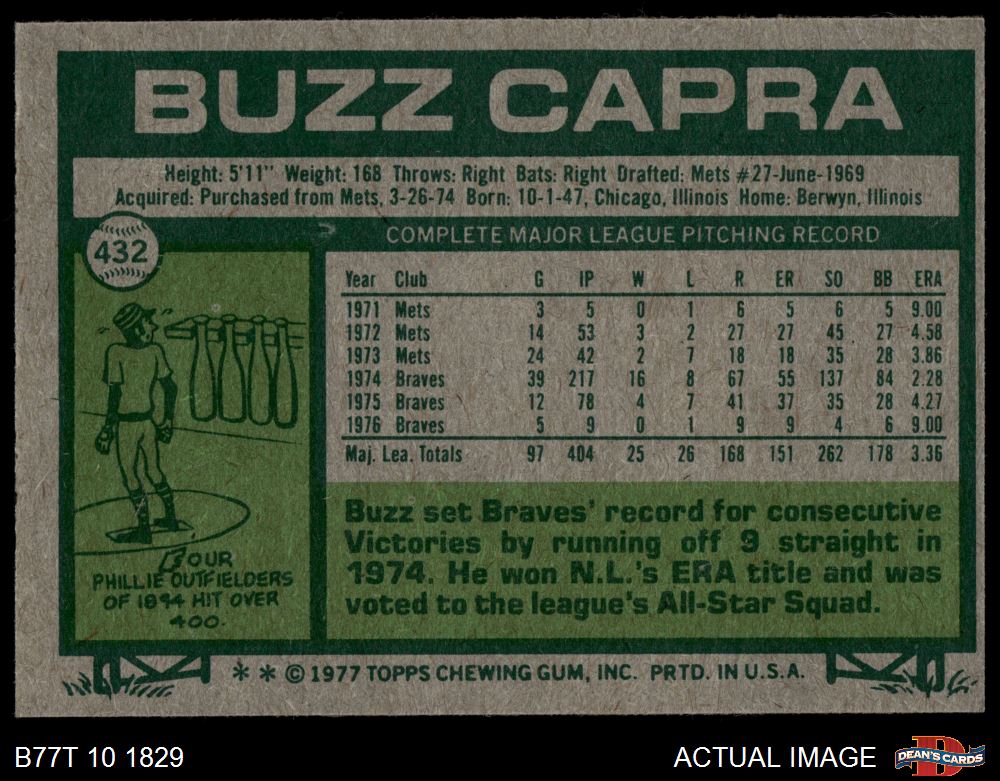 BUZZ CAPRA
Height: 5'11" Weight: 168 Throws: Right Bats: Right Drafted: Mets #27-June-1969
Acquired: Purchased from Mets, 3-26-74 Born: 10-1-47, Chicago, Illinois Home: Berwyn, Illinois
432
COMPLETE MAJOR LEAGUE PITCHING RECORD
Year Club G IP W L R ER SO BB ERA
1971 Mets 3 5 0 1 6 5 6 5 9.00
1972 Mets 14 53 3 2 27 27 45 27 4.58
1973 Mets 24 42 2 7 18 18 35 28 3.86
1974 Braves 39 217 16 8 67 55 137 84 2.28
1975 Braves 12 78 4 7 41 37 35 28 4.27
1976 Braves 5 9 0 1 9 9 4 6 9.00
Maj. Lea. Totals 97 404 25 26 168 151 262 178 3.36
FOUR
PHILLIE OUTFIELDERS
OF 1894 HIT OVER
.400.
Buzz set Braves' record for consecutive
Victories by running off 9 straight in
1974. He won N.L.'s ERA title and was
voted to the league's All-Star Squad.
* * © 1977 TOPPS CHEWING GUM, INC. PRTD. IN U.S.A.
B77T 10 1829
ACTUAL IMAGE
D
DEAN'S CARDS